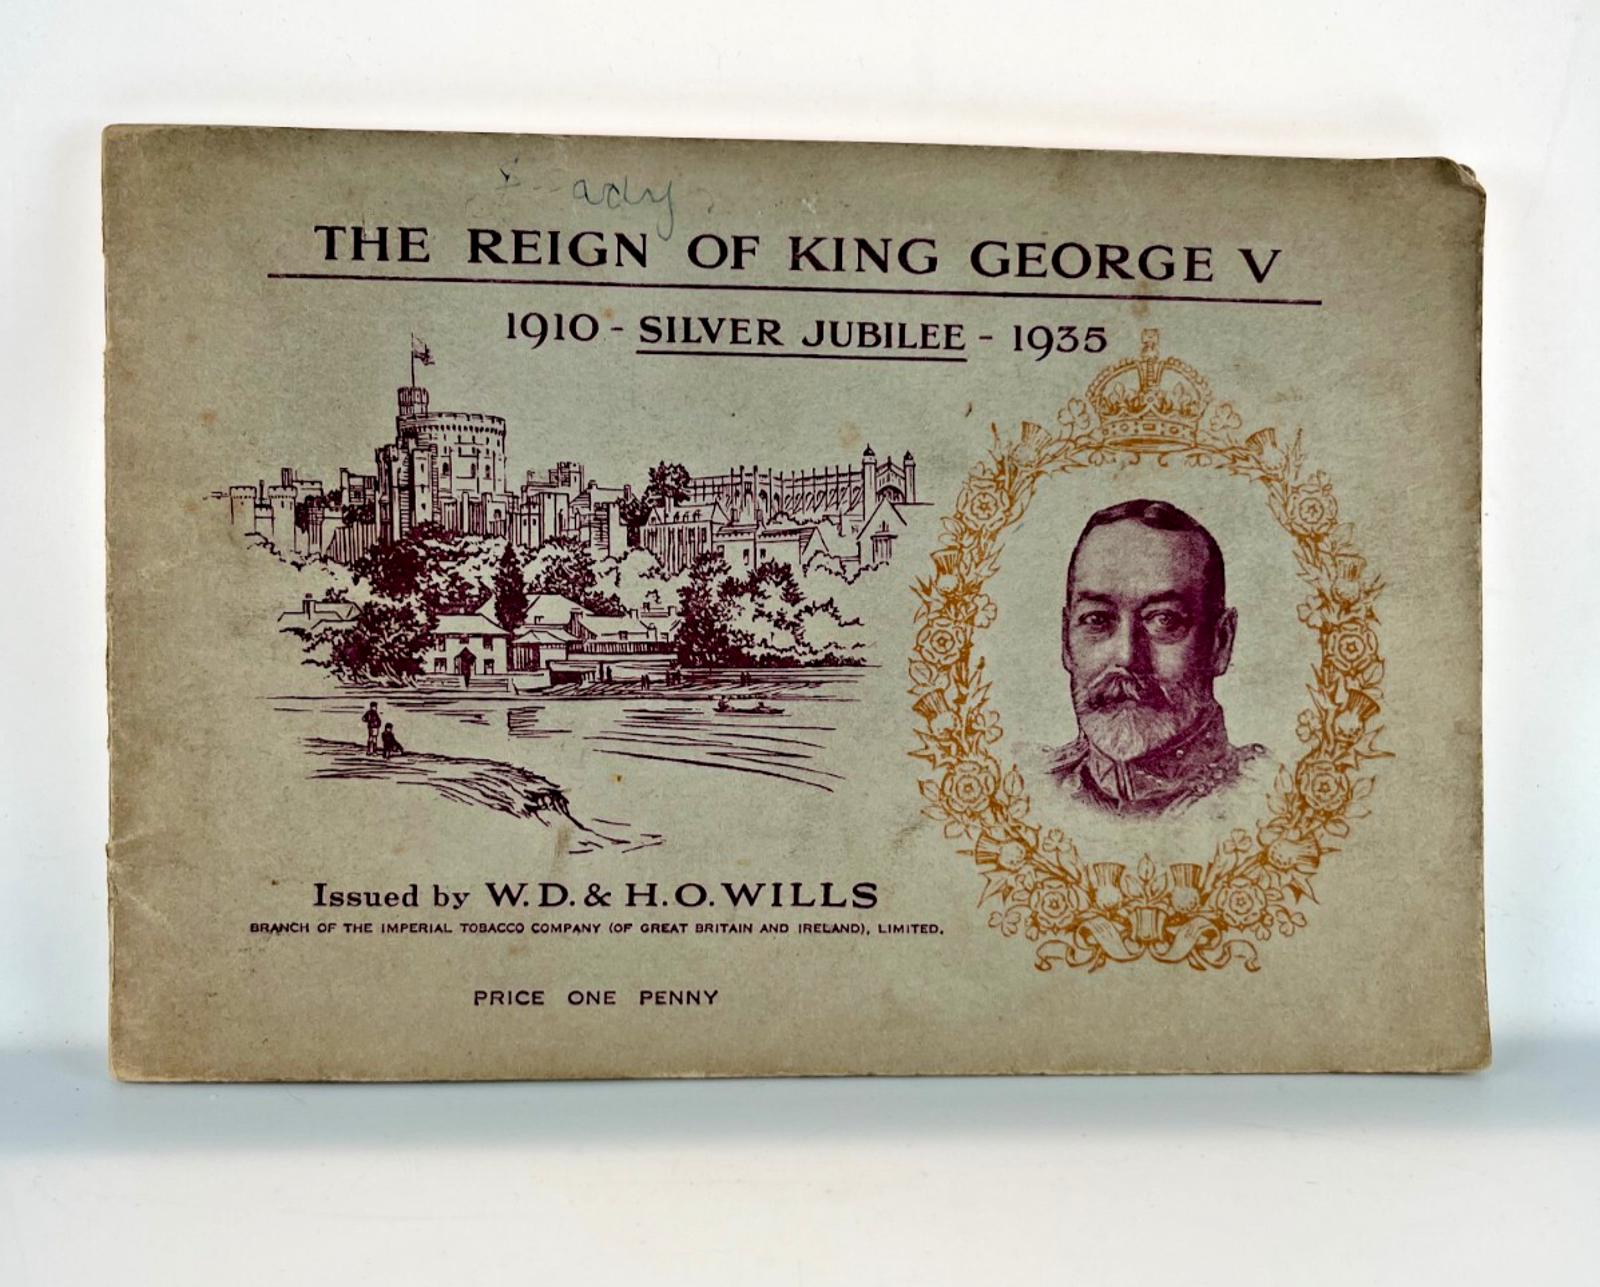 THE REIGN OF KING GEORGE V
1910 - SILVER JUBILEE - 1935
Issued by W.D. & H.O. WILLS
BRANCH OF THE IMPERIAL TOBACCO COMPANY (OF GREAT BRITAIN AND IRELAND), LIMITED.
PRICE ONE PENNY